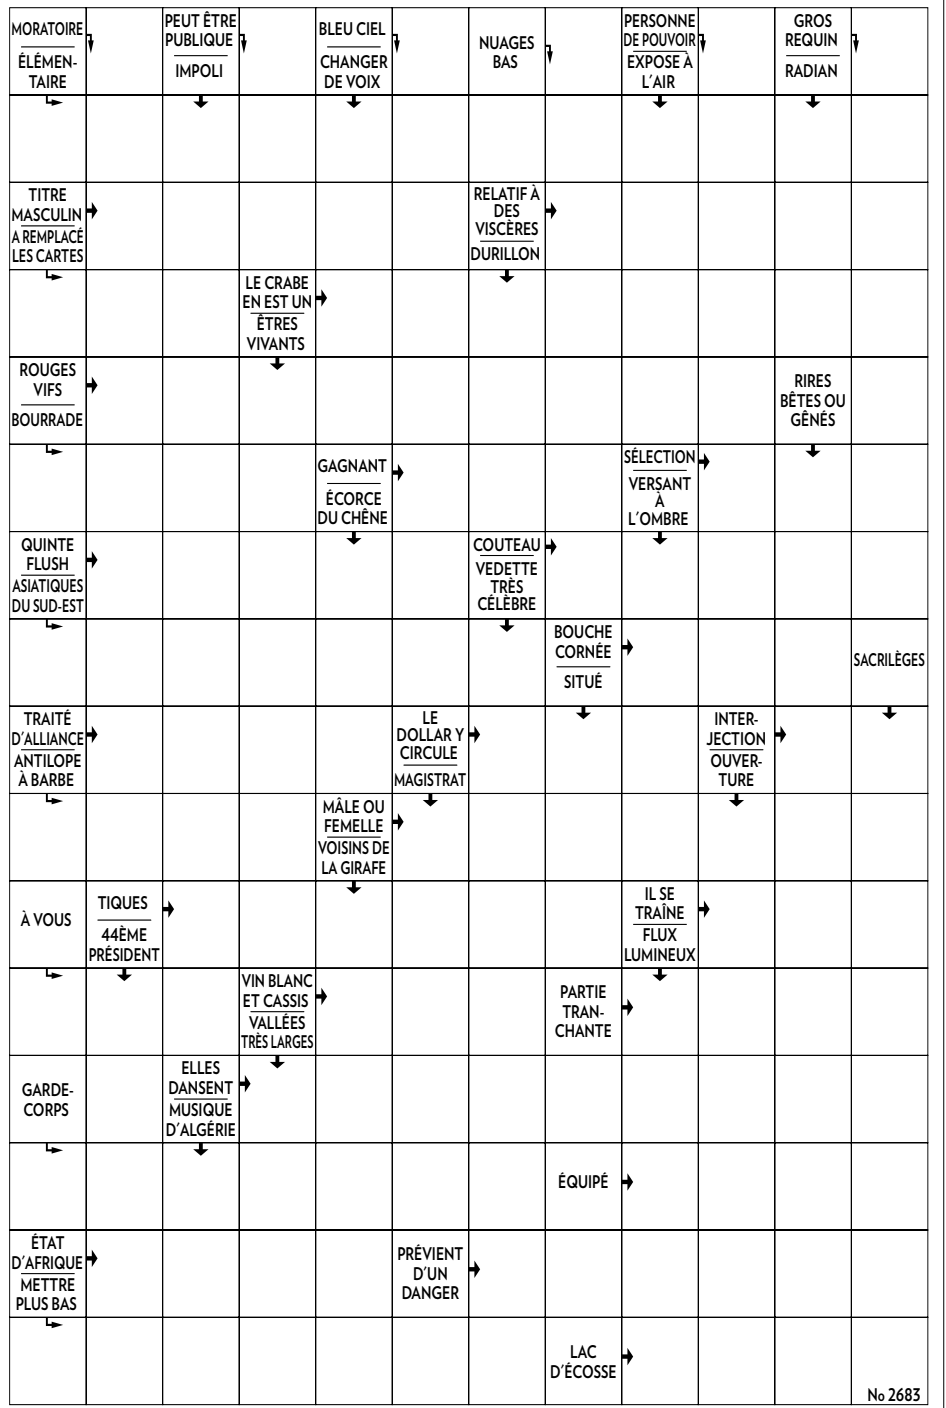 MORATOIRE
ÉLÉMEN-
TAIRE
PEUT ÊTRE
PUBLIQUE
IMPOLI
BLEU CIEL
CHANGER
DE VOIX
NUAGES
BAS
PERSONNE
DE POUVOIR
EXPOSE À
L'AIR
GROS
REQUIN
RADIAN
TITRE
MASCULIN
A REMPLACÉ
LES CARTES
RELATIF À
DES
VISCÈRES
DURILLON
LE CRABE
EN EST UN
ÊTRES
VIVANTS
ROUGES
VIFS
BOURRADE
RIRES
BÊTES OU
GÊNÉS
GAGNANT
ÉCORCE
DU CHÊNE
SÉLECTION
VERSANT
À
L'OMBRE
QUINTE
FLUSH
ASIATIQUES
DU SUD-EST
COUTEAU
VEDETTE
TRÈS
CÉLÈBRE
BOUCHE
CORNÉE
SITUÉ
SACRILÈGES
TRAITÉ
D'ALLIANCE
ANTILOPE
À BARBE
LE
DOLLAR Y
CIRCULE
MAGISTRAT
INTER-
JECTION
OUVER-
TURE
MÂLE OU
FEMELLE
VOISINS DE
LA GIRAFE
À VOUS
TIQUES
44ÈME
PRÉSIDENT
IL SE
TRAÎNE
FLUX
LUMINEUX
VIN BLANC
ET CASSIS
VALLÉES
TRÈS LARGES
PARTIE
TRAN-
CHANTE
GARDE-
CORPS
ELLES
DANSENT
MUSIQUE
D'ALGÉRIE
ÉQUIPÉ
ÉTAT
D'AFRIQUE
METTRE
PLUS BAS
PRÉVIENT
D'UN
DANGER
LAC
D'ÉCOSSE
No 2683